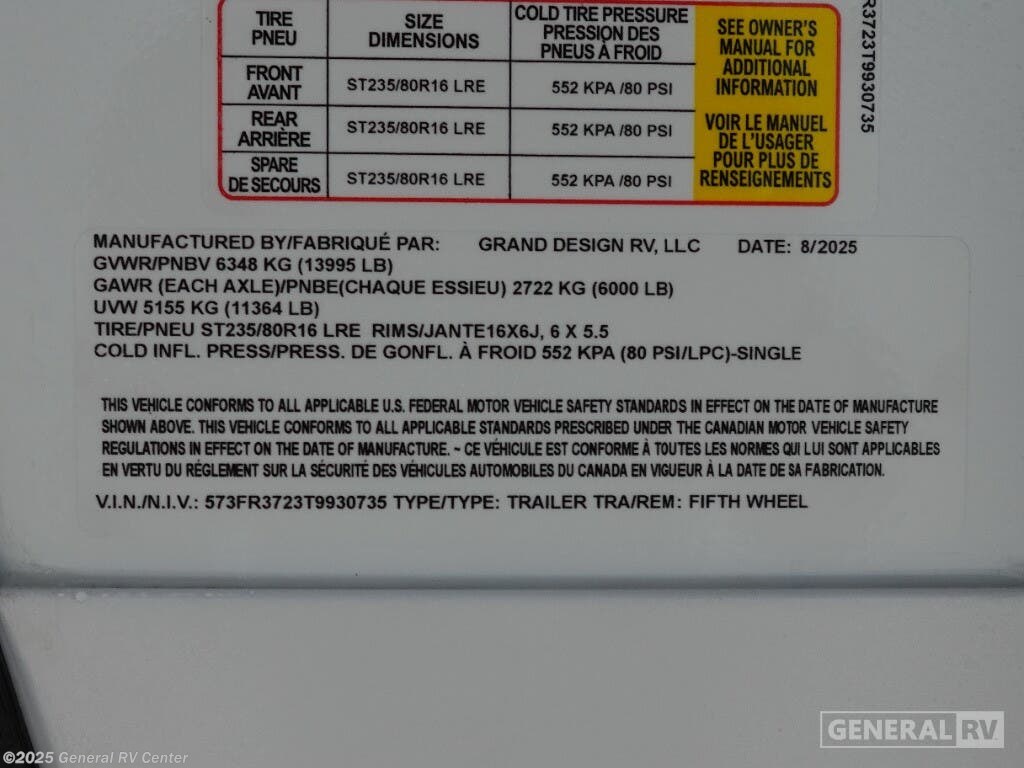 TIRE PNEU SIZE DIMENSIONS COLD TIRE PRESSURE PRESSION DES PNEUS À FROID
FRONT AVANT ST235/80R16 LRE 552 KPA /80 PSI
REAR ARRIÈRE ST235/80R16 LRE 552 KPA /80 PSI
SPARE DE SECOURS ST235/80R16 LRE 552 KPA /80 PSI
SEE OWNER'S
MANUAL FOR
ADDITIONAL
INFORMATION
VOIR LE MANUEL
DE L'USAGER
POUR PLUS DE
RENSEIGNEMENTS
R3723T9930735
MANUFACTURED BY/FABRIQUÉ PAR: GRAND DESIGN RV, LLC DATE: 8/2025
GVWR/PNBV 6348 KG (13995 LB)
GAWR (EACH AXLE)/PNBE(CHAQUE ESSIEU) 2722 KG (6000 LB)
UVW 5155 KG (11364 LB)
TIRE/PNEU ST235/80R16 LRE RIMS/JANTE16X6J, 6 X 5.5
COLD INFL. PRESS/PRESS. DE GONFL. À FROID 552 KPA (80 PSI/LPC)-SINGLE
THIS VEHICLE CONFORMS TO ALL APPLICABLE U.S. FEDERAL MOTOR VEHICLE SAFETY STANDARDS IN EFFECT ON THE DATE OF MANUFACTURE
SHOWN ABOVE. THIS VEHICLE CONFORMS TO ALL APPLICABLE STANDARDS PRESCRIBED UNDER THE CANADIAN MOTOR VEHICLE SAFETY
REGULATIONS IN EFFECT ON THE DATE OF MANUFACTURE. ~ CE VÉHICULE EST CONFORME À TOUTES LES NORMES QUI LUI SONT APPLICABLES
EN VERTU DU RÉGLEMENT SUR LA SÉCURITÉ DES VÉHICULES AUTOMOBILES DU CANADA EN VIGUEUR À LA DATE DE SA FABRICATION.
V.I.N./N.I.V.: 573FR3723T9930735 TYPE/TYPE: TRAILER TRA/REM: FIFTH WHEEL
GENERAL RV
©2025 General RV Center